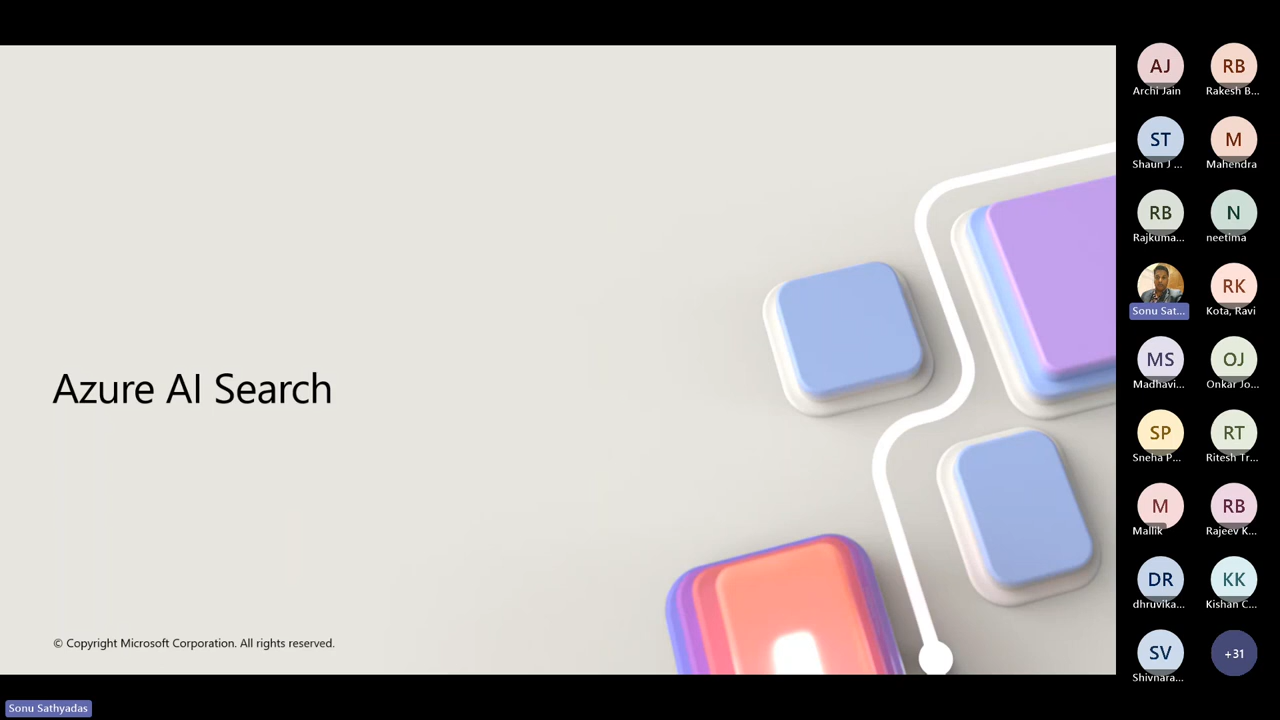 Azure AI Search
© Copyright Microsoft Corporation. All rights reserved.
Sonu Sathyadas
AJ
Archi Jain
RB
Rakesh B...
ST
Shaun J ...
M
Mahendra
RB
Rajkuma...
N
neetima
Sonu Sat...
RK
Kota, Ravi
MS
Madhavi...
OJ
Onkar Jo...
SP
Sneha P...
RT
Ritesh Tr...
M
Mallik
RB
Rajeev K...
DR
dhruvika...
KK
Kishan C...
SV
Shivnara...
+31